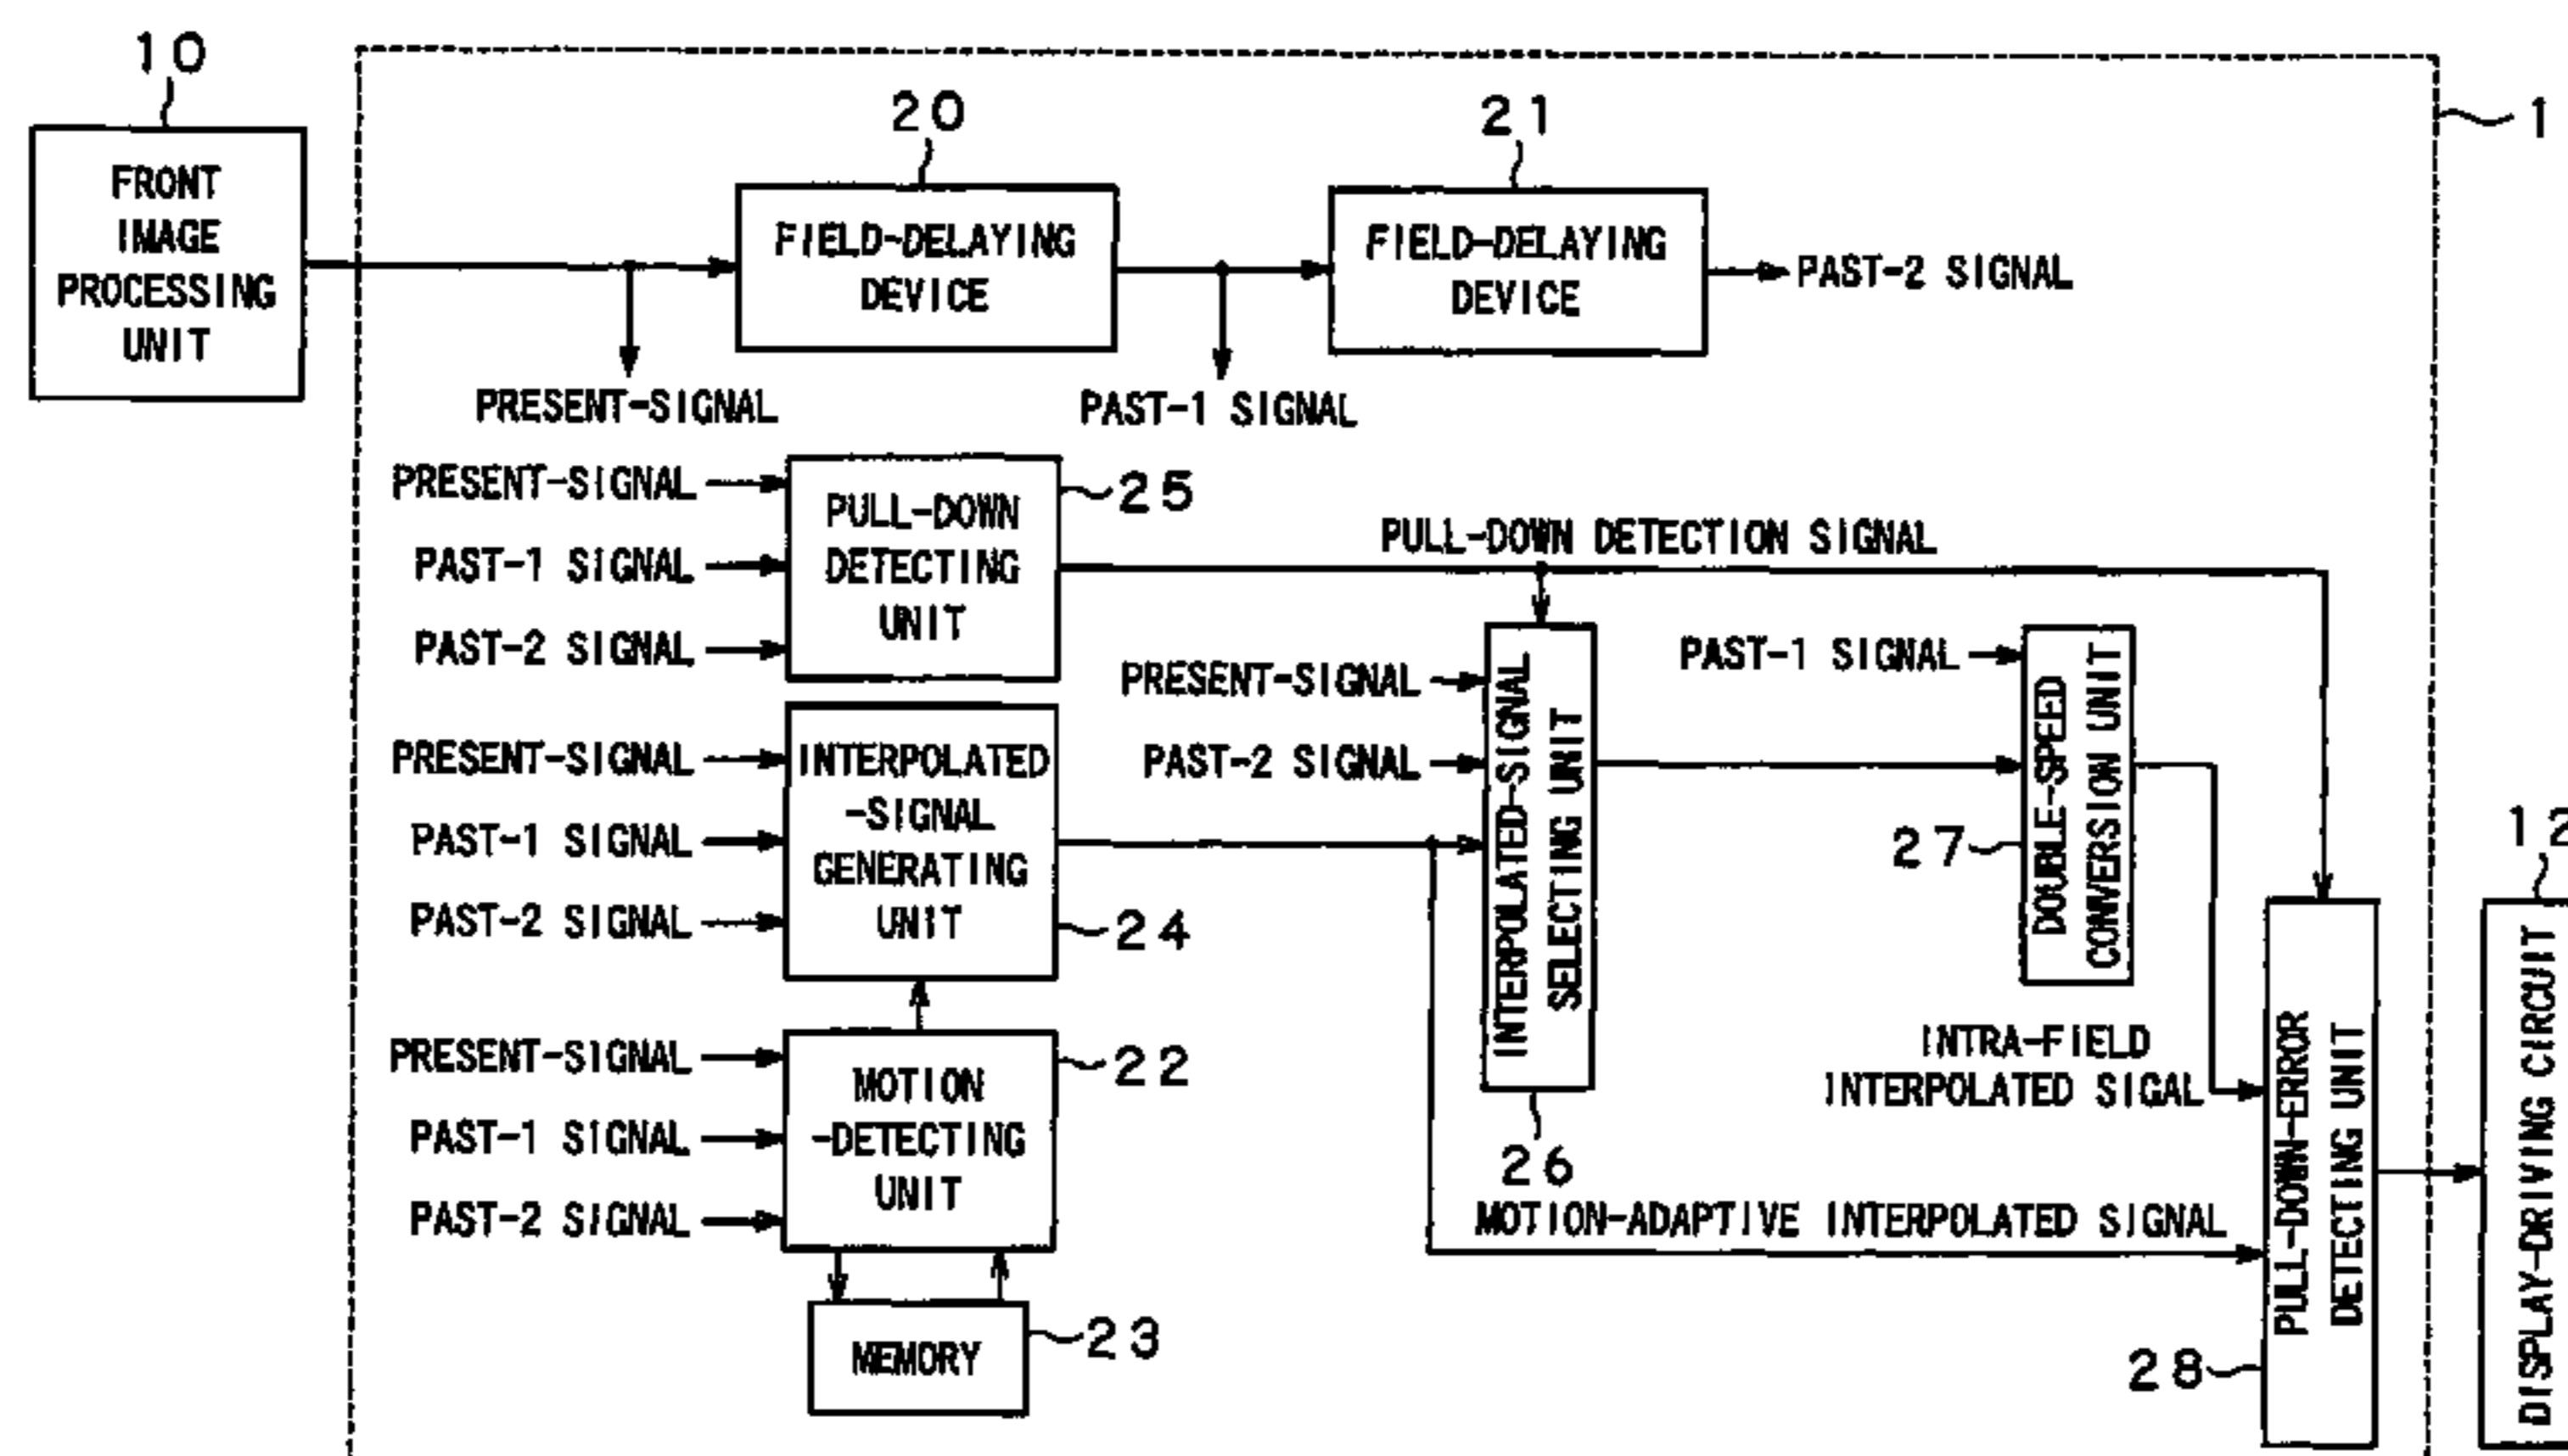 10
FRONT
IMAGE
PROCESSING
UNIT
20
FIELD-DELAYING
DEVICE
21
FIELD-DELAYING
DEVICE
1
PAST-2 SIGNAL
PRESENT-SIGNAL
PAST-1 SIGNAL
PRESENT-SIGNAL
PAST-1 SIGNAL
PAST-2 SIGNAL
PULL-DOWN
DETECTING
UNIT
25
PULL-DOWN DETECTION SIGNAL
PRESENT-SIGNAL
PAST-1 SIGNAL
PAST-2 SIGNAL
INTERPOLATED
-SIGNAL
GENERATING
UNIT
24
PRESENT-SIGNAL
PAST-2 SIGNAL
INTERPOLATED-SIGNAL
SELECTING UNIT
26
PAST-1 SIGNAL
DOUBLE-SPEED
CONVERSION UNIT
27
PRESENT-SIGNAL
PAST-1 SIGNAL
PAST-2 SIGNAL
MOTION
-DETECTING
UNIT
22
MEMORY
23
INTRA-FIELD
INTERPOLATED SIGAL
MOTION-ADAPTIVE INTERPOLATED SIGNAL
PULL-DOWN-ERROR
DETECTING UNIT
28
12
DISPLAY-DRIVING CIRCUIT